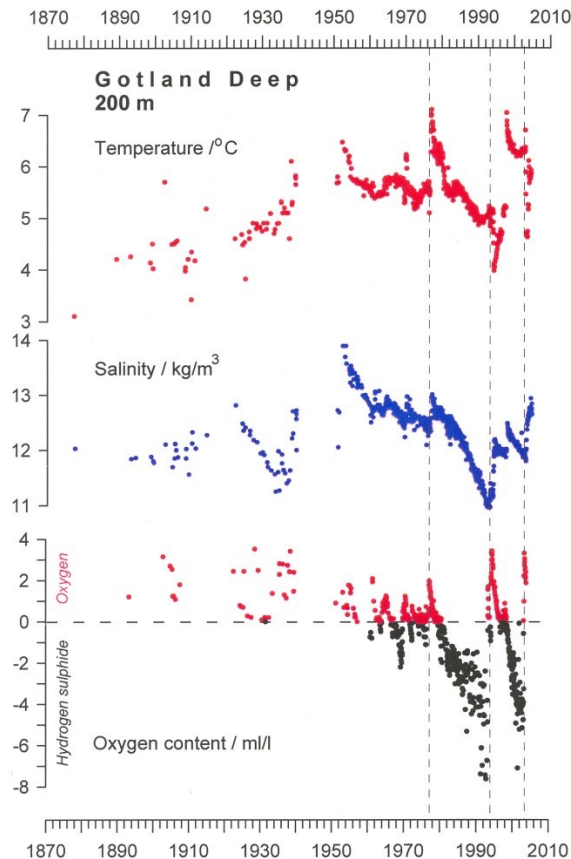 1870 1890 1910 1930 1950 1970 1990 2010
Gotland Deep
200 m
7
Temperature /°C
6
5
4
3
14
Salinity / kg/m³
13
12
11
4
Oxygen
2
0
Hydrogen sulphide
-2
-4
-6
Oxygen content / ml/l
-8
1870 1890 1910 1930 1950 1970 1990 2010